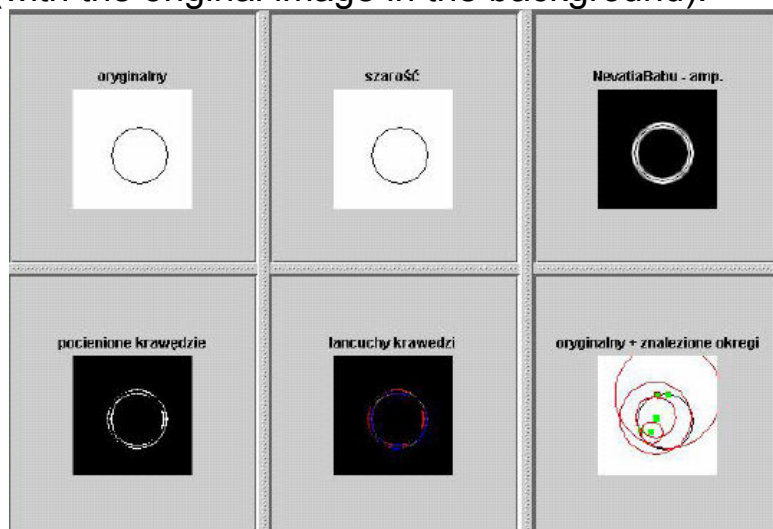 (with the original image in the background).
oryginalny
szarość
NevatiaBabu - amp.
pocienione krawędzie
lancuchy krawedzi
oryginalny + znalezione okregi